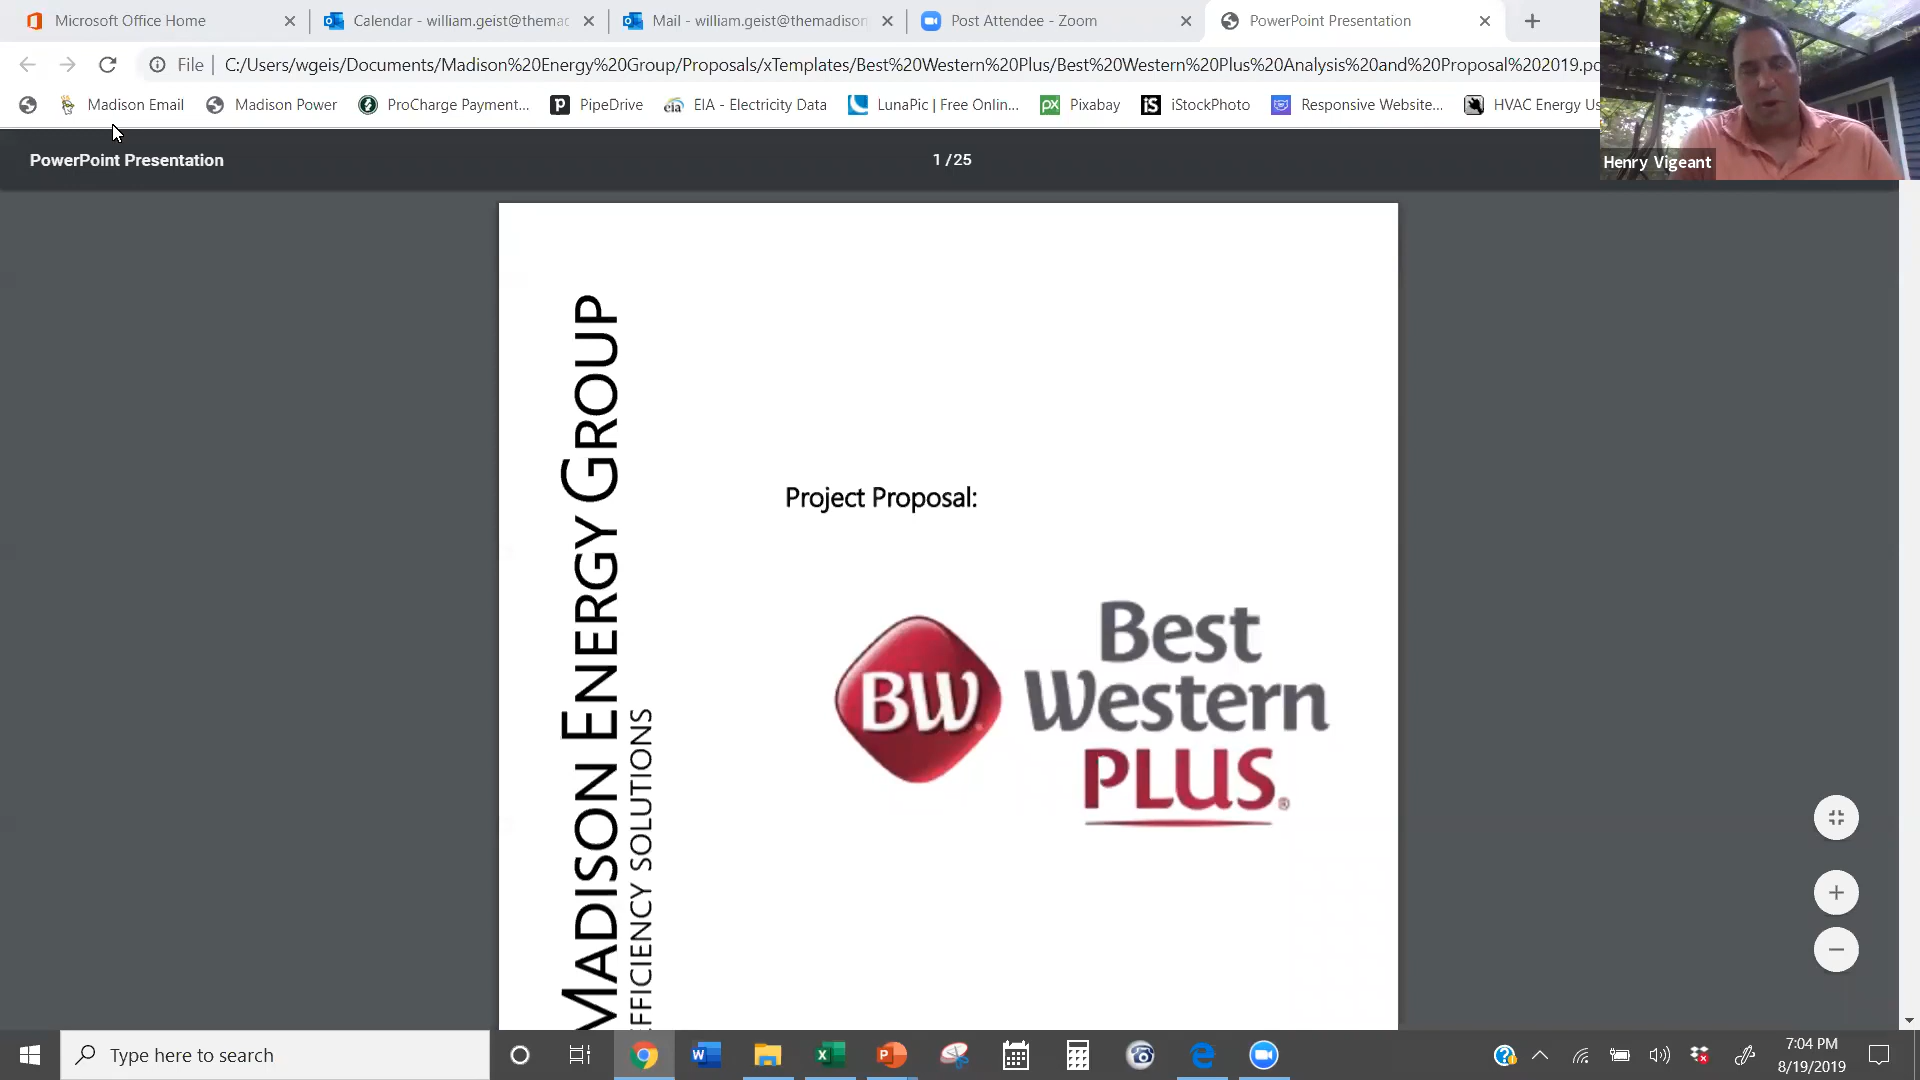 Microsoft Office Home
Calendar - william.geist@themac
Mail - william.geist@themadison
Post Attendee - Zoom
PowerPoint Presentation
File
C:/Users/wgeis/Documents/Madison%20Energy%20Group/Proposals/xTemplates/Best%20Western%20Plus/Best%20Western%20Plus%20Analysis%20and%20Proposal%202019.pc
Madison Email
Madison Power
ProCharge Payment...
PipeDrive
eia
EIA - Electricity Data
LunaPic | Free Onlin...
px
Pixabay
iS
iStockPhoto
Responsive Website...
HVAC Energy Us
Henry Vigeant
PowerPoint Presentation
1 / 25
MADISON ENERGY GROUP
EFFICIENCY SOLUTIONS
Project Proposal:
BW
Best
Western
PLUS®
Type here to search
7:04 PM
8/19/2019